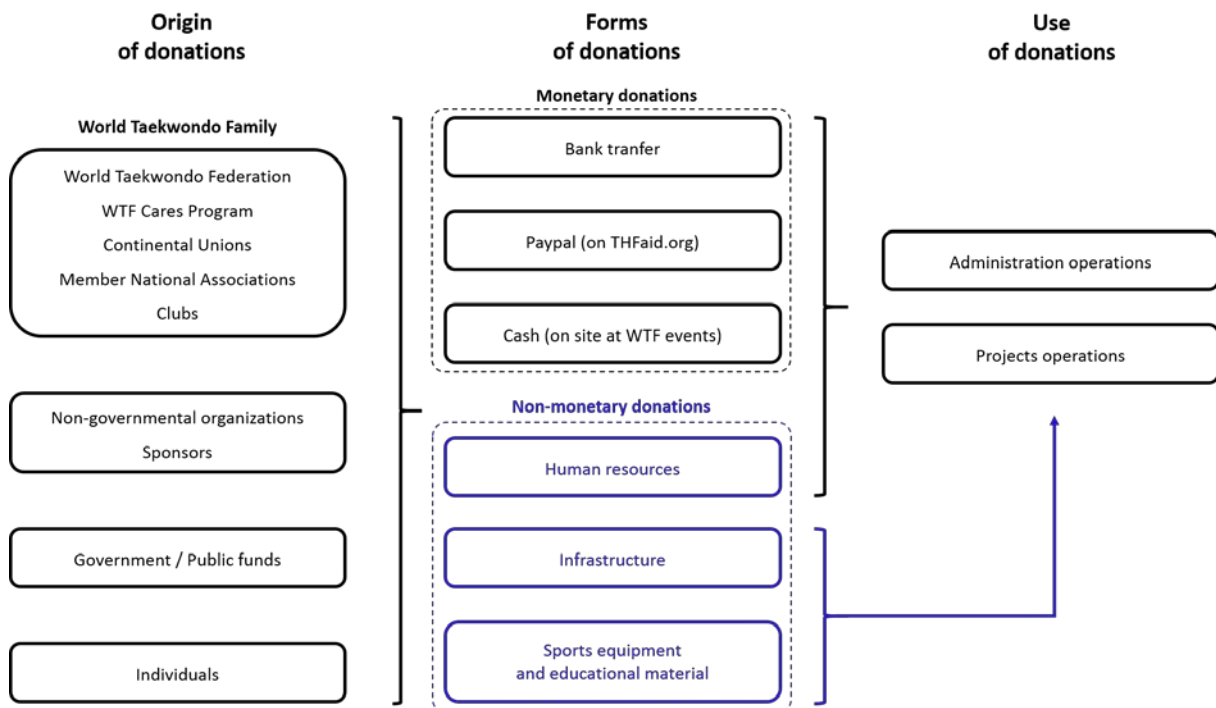 Origin
of donations
World Taekwondo Family
World Taekwondo Federation
WTF Cares Program
Continental Unions
Member National Associations
Clubs
Non-governmental organizations
Sponsors
Government / Public funds
Individuals
Forms
of donations
Monetary donations
Bank tranfer
Paypal (on THFaid.org)
Cash (on site at WTF events)
Non-monetary donations
Human resources
Infrastructure
Sports equipment
and educational material
Use
of donations
Administration operations
Projects operations